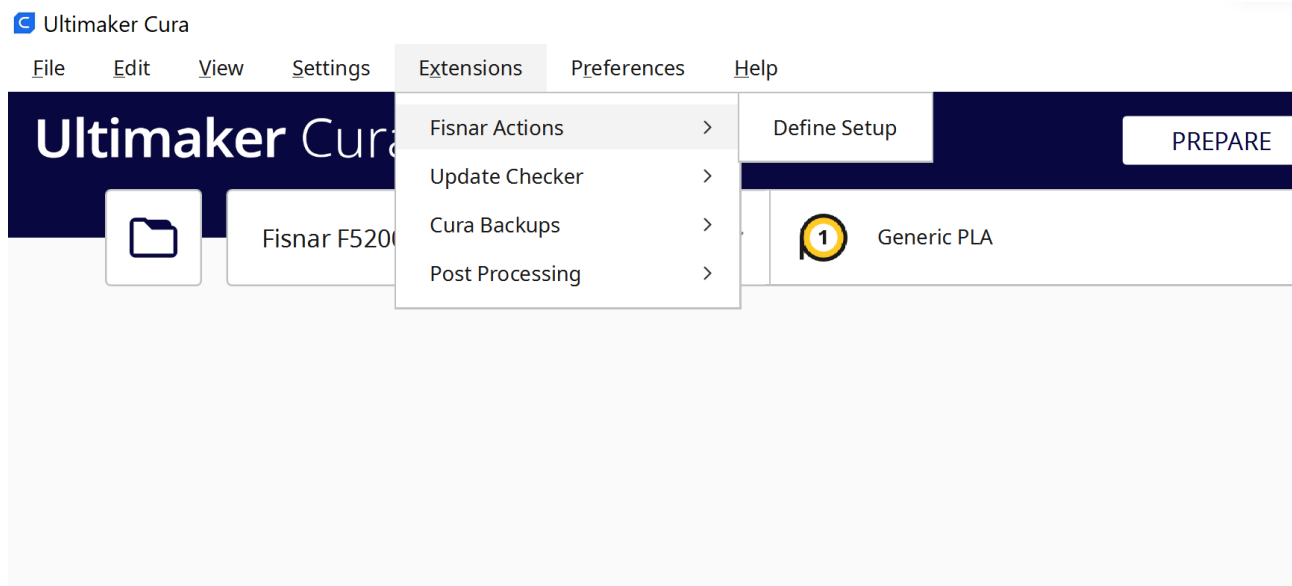 Ultimaker Cura
File Edit View Settings Extensions Preferences Help
Ultimaker Cura
PREPARE
Fisnar Actions
Define Setup
Update Checker
Cura Backups
Post Processing
Fisnar F520
1
Generic PLA